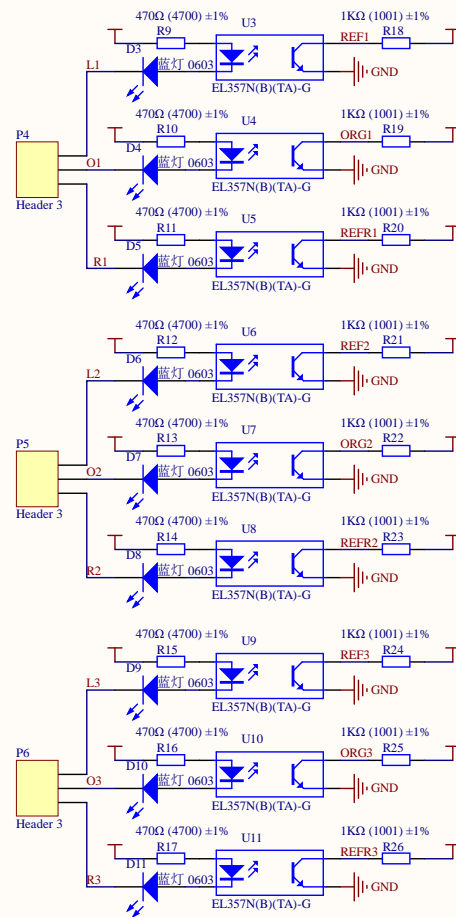 470Ω (4700) ±1% U3 1KΩ (1001) ±1%
R9 REF1 R18
D3
L1 蓝灯 0603 GND
EL357N(B)(TA)-G
470Ω (4700) ±1% U4 1KΩ (1001) ±1%
P4 R10 ORG1 R19
D4
O1 蓝灯 0603 GND
EL357N(B)(TA)-G
Header 3
470Ω (4700) ±1% U5 1KΩ (1001) ±1%
R11 REFR1 R20
D5
R1 蓝灯 0603 GND
EL357N(B)(TA)-G
470Ω (4700) ±1% U6 1KΩ (1001) ±1%
R12 REF2 R21
D6
L2 蓝灯 0603 GND
EL357N(B)(TA)-G
470Ω (4700) ±1% U7 1KΩ (1001) ±1%
P5 R13 ORG2 R22
D7
O2 蓝灯 0603 GND
EL357N(B)(TA)-G
Header 3
470Ω (4700) ±1% U8 1KΩ (1001) ±1%
R14 REFR2 R23
D8
R2 蓝灯 0603 GND
EL357N(B)(TA)-G
470Ω (4700) ±1% U9 1KΩ (1001) ±1%
R15 REF3 R24
D9
L3 蓝灯 0603 GND
EL357N(B)(TA)-G
470Ω (4700) ±1% U10 1KΩ (1001) ±1%
P6 R16 ORG3 R25
D10
O3 蓝灯 0603 GND
EL357N(B)(TA)-G
Header 3
470Ω (4700) ±1% U11 1KΩ (1001) ±1%
R17 REFR3 R26
D11
R3 蓝灯 0603 GND
EL357N(B)(TA)-G